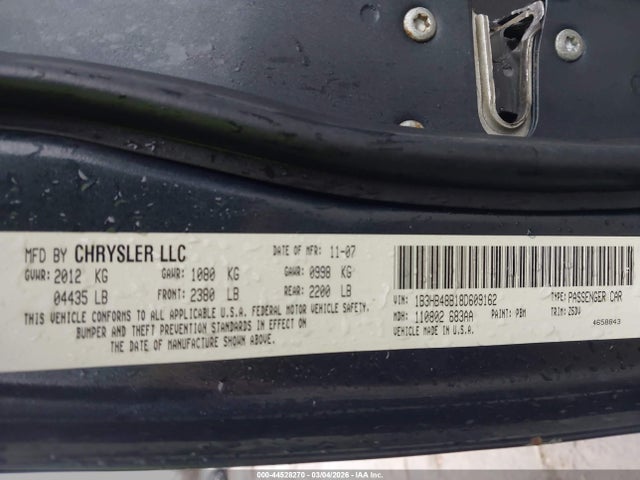 MFD BY CHRYSLER LLC DATE OF MFR: 11-07
GVWR: 2012 KG GAWR: 1080 KG GAWR: 0998 KG
04435 LB FRONT: 2380 LB REAR: 2200 LB
THIS VEHICLE CONFORMS TO ALL APPLICABLE U.S.A. FEDERAL MOTOR VEHICLE SAFETY,
BUMPER AND THEFT PREVENTION STANDARDS IN EFFECT ON
THE DATE OF MANUFACTURE SHOWN ABOVE.
VIN: 1B3HB48B18D609162 TYPE: PASSENGER CAR
MDH: 110802 683AA PAINT: PBM TRIM: ZSDV
VEHICLE MADE IN U.S.A. 4658843
000-44528270 - 03/04/2026 - IAAI.COM